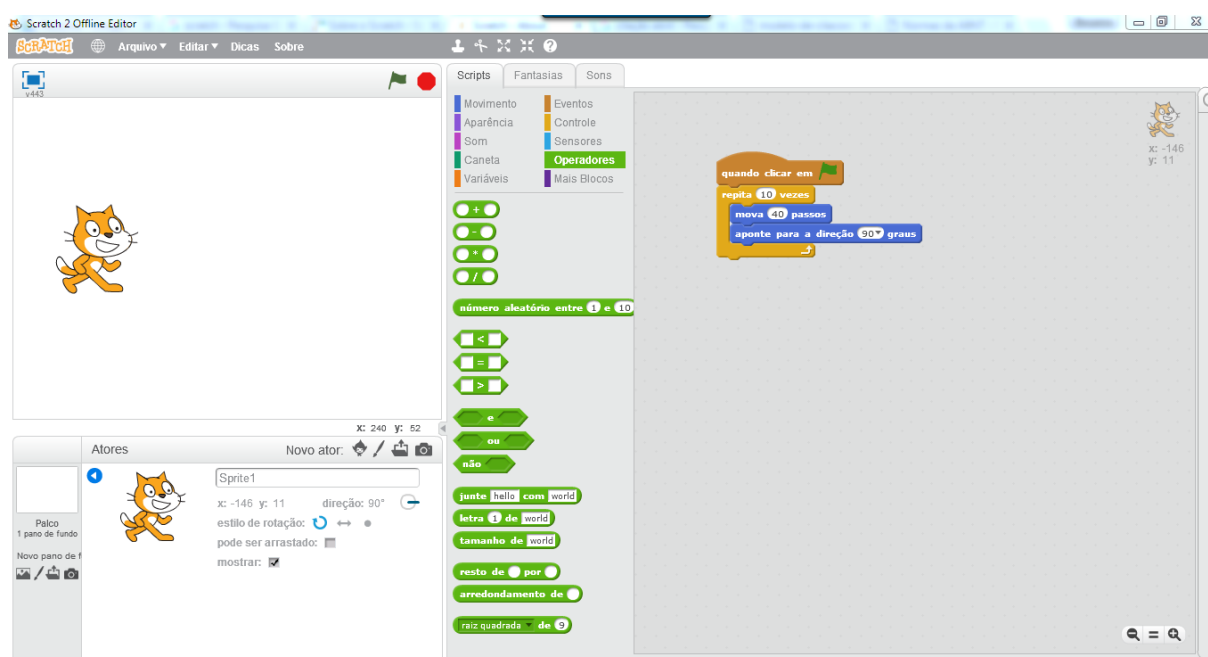 Scratch 2 Offline Editor
SCRATCH Arquivo Editar Dicas Sobre
v443
Scripts Fantasias Sons
Movimento Eventos
Aparência Controle
Som Sensores
Caneta Operadores
Variáveis Mais Blocos
+
-
*
/
número aleatório entre 1 e 10
<
=
>
e
ou
não
junte hello com world
letra 1 de world
tamanho de world
resto de por
arredondamento de
raiz quadrada de 9
quando clicar em
repita 10 vezes
mova 40 passos
aponte para a direção 90 graus
x: -146
y: 11
X: 240 y: 52
Atores Novo ator:
Sprite1
x: -146 y: 11 direção: 90°
estilo de rotação:
pode ser arrastado:
mostrar:
Palco
1 pano de fundo
Novo pano de f